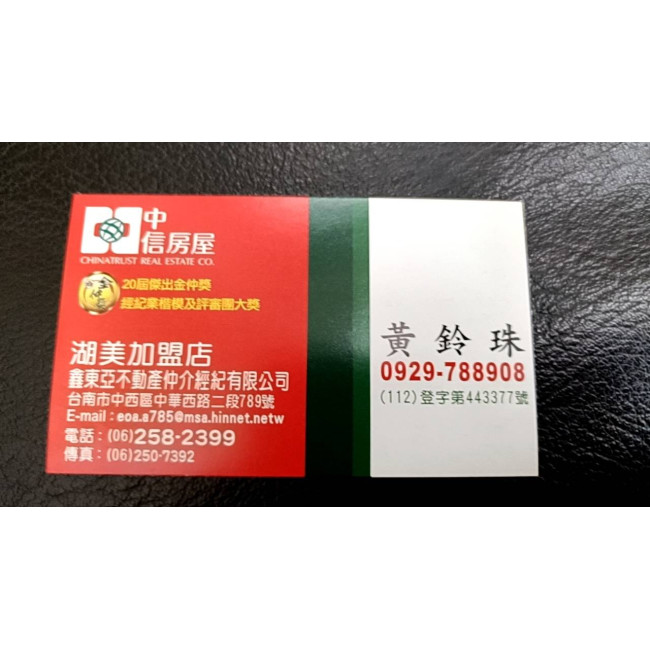 中
信房屋
CHINATRUST REAL ESTATE CO.
20屆傑出金仲獎
經紀業楷模及評審團大獎
湖美加盟店
鑫東亞不動產仲介經紀有限公司
台南市中西區中華西路二段789號
E-mail：eoa.a785@msa.hinnet.netw
電話：(06)258-2399
傳真：(06)250-7392
黃鈴珠
0929-788908
(112)登字第443377號